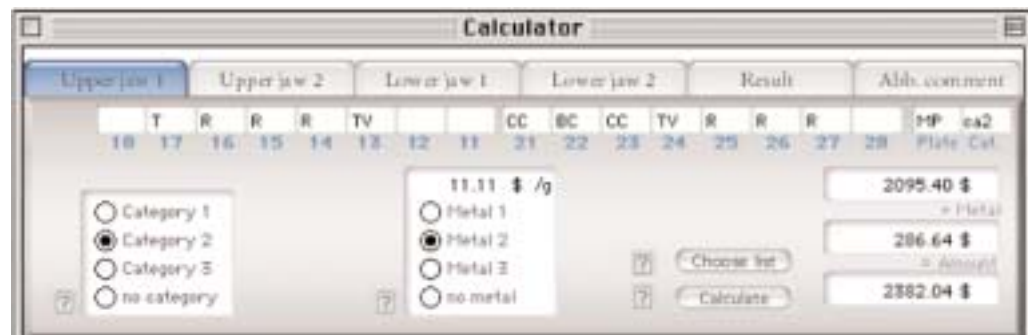 Calculator
Upper jaw 1 Upper jaw 2 Lower jaw 1 Lower jaw 2 Result Abb. comment
T R R R TV CC BC CC TV R R R MP ca2
18 17 16 15 14 13 12 11 21 22 23 24 25 26 27 28 Plate Cat.
11.11 $ /g 2095.40 $
Category 1 Metal 1 + Metal
Category 2 Metal 2 286.64 $
Category 3 Metal 3 ? Choose list = Amount
? no category ? no metal ? Calculate 2382.04 $